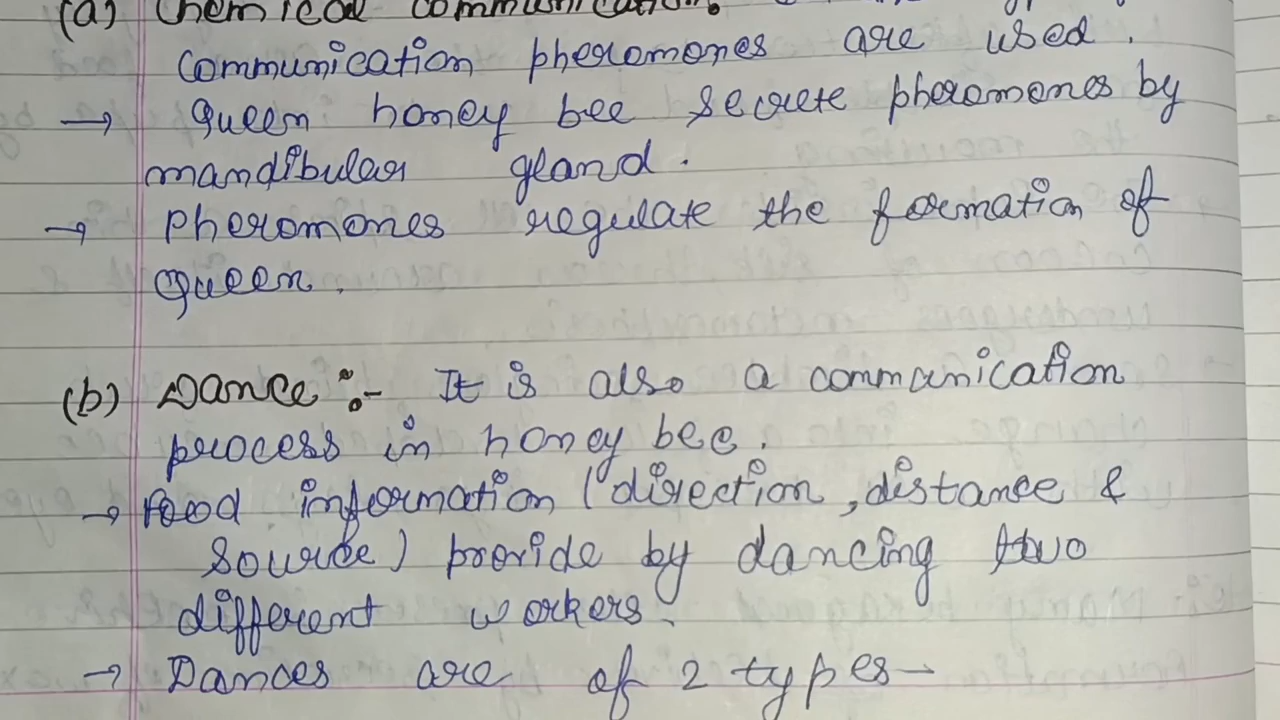 (a) Chemical communication:
Communication pheromones are used.
→ Queen honey bee secrete pheromones by
mandibular gland.
→ Pheromones regulate the formation of
Queen.
(b) Dance :- It is also a communication
process in honey bee.
→ Food information (direction, distance &
source) provide by dancing two
different workers.
→ Dances are of 2 types—